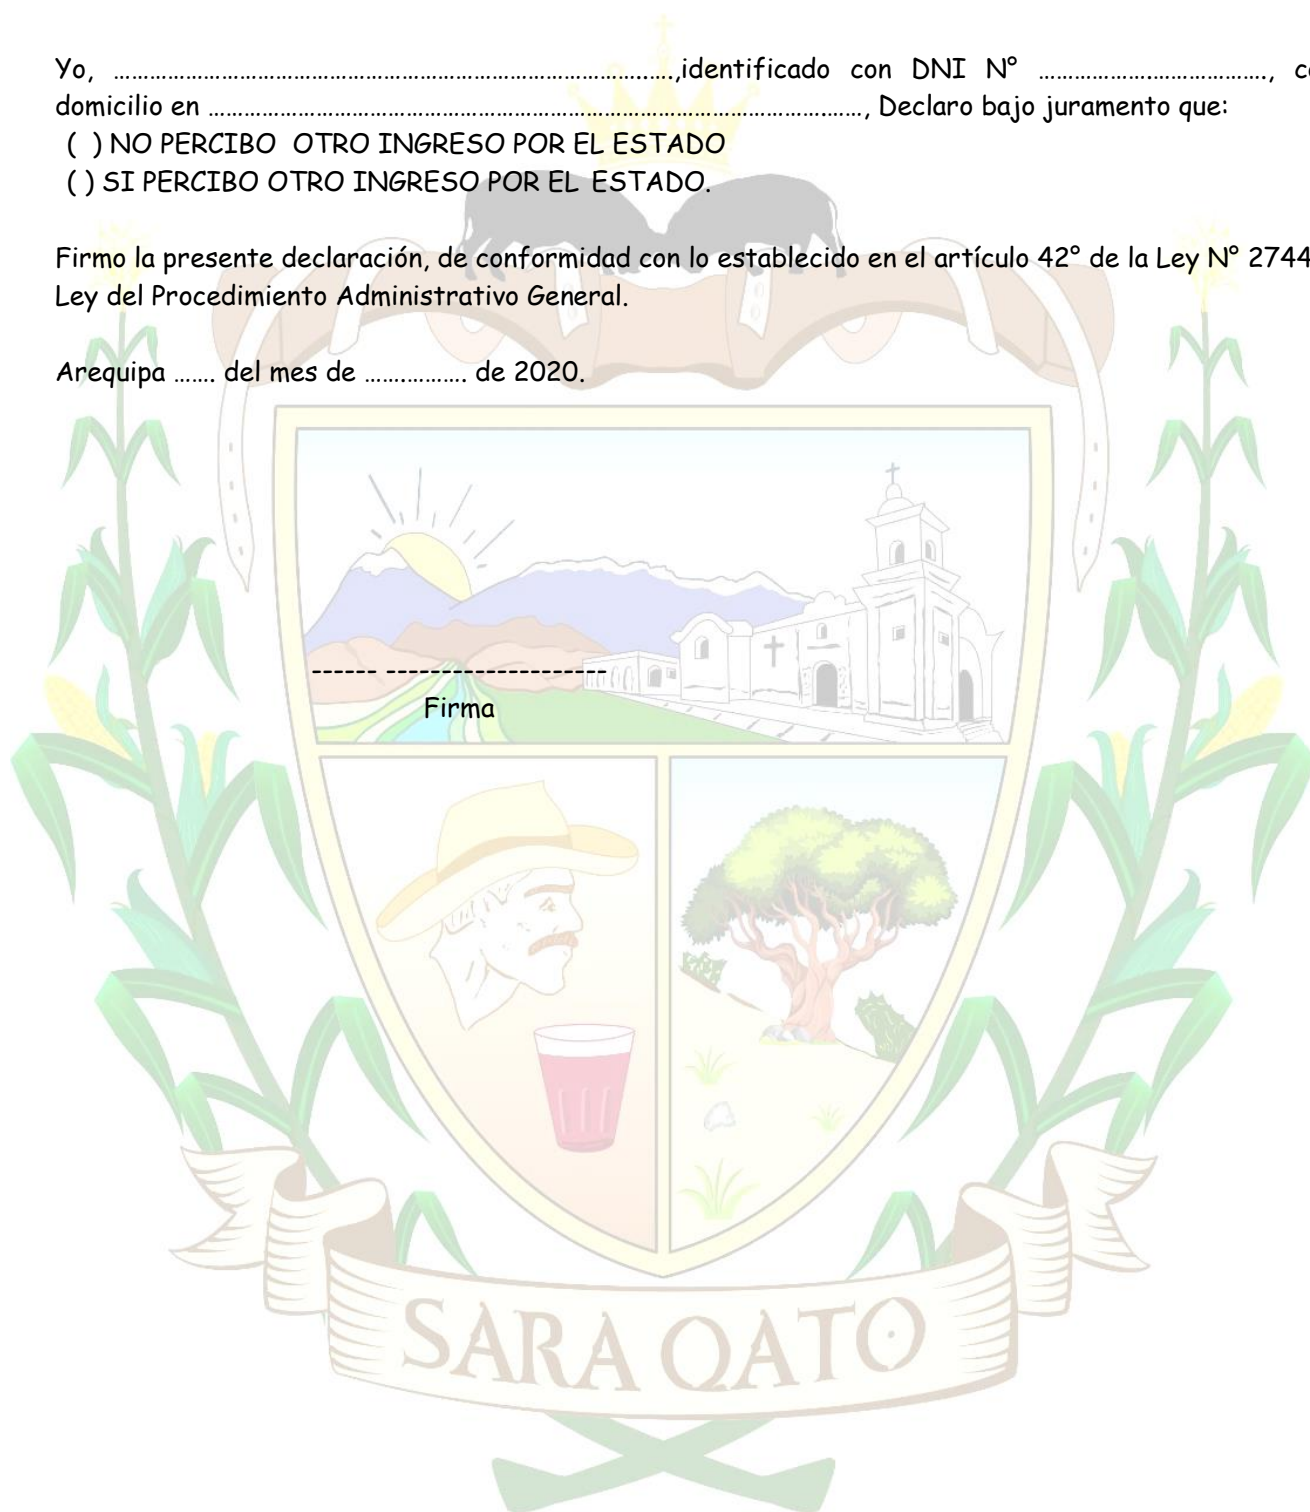 Yo, ……………………………………………………………………………..…..,identificado con DNI N° ……………….………………., c
domicilio en ………………………………………………………………………………………….……, Declaro bajo juramento que:
( ) NO PERCIBO OTRO INGRESO POR EL ESTADO
( ) SI PERCIBO OTRO INGRESO POR EL ESTADO.
Firmo la presente declaración, de conformidad con lo establecido en el artículo 42° de la Ley N° 2744
Ley del Procedimiento Administrativo General.
Arequipa ……. del mes de …….………. de 2020.
------ ---------------------
Firma
SARA QATO